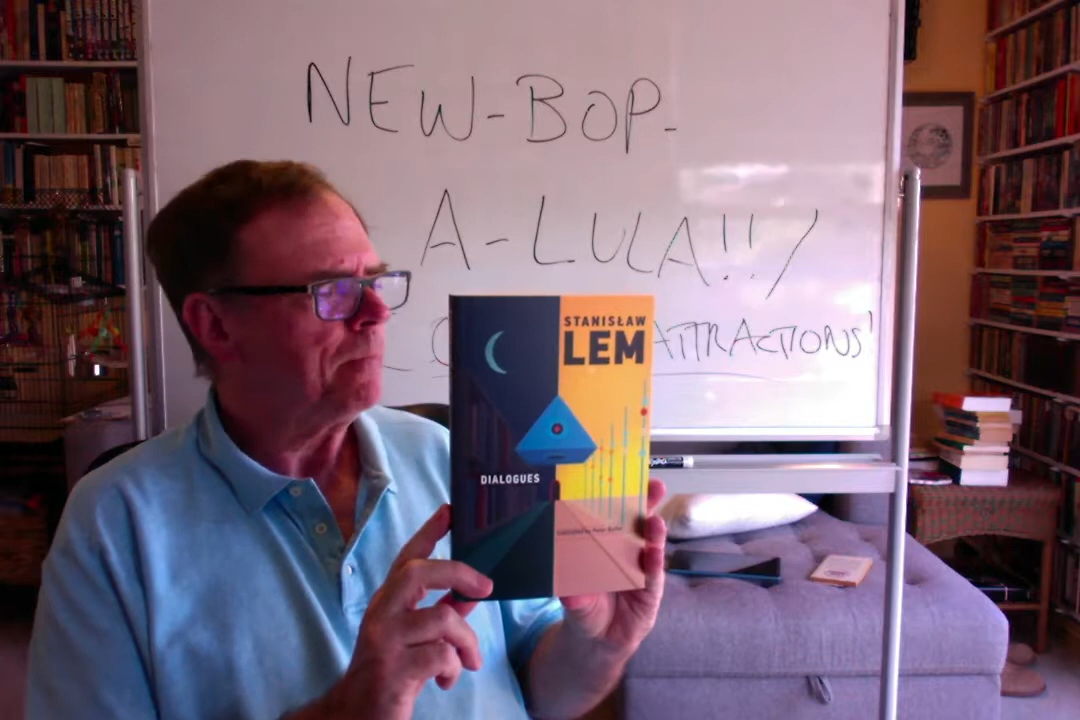 NEW-BOP-
A-LULA!!/
ATTRACTIONS'
STANISŁAW
LEM
DIALOGUES